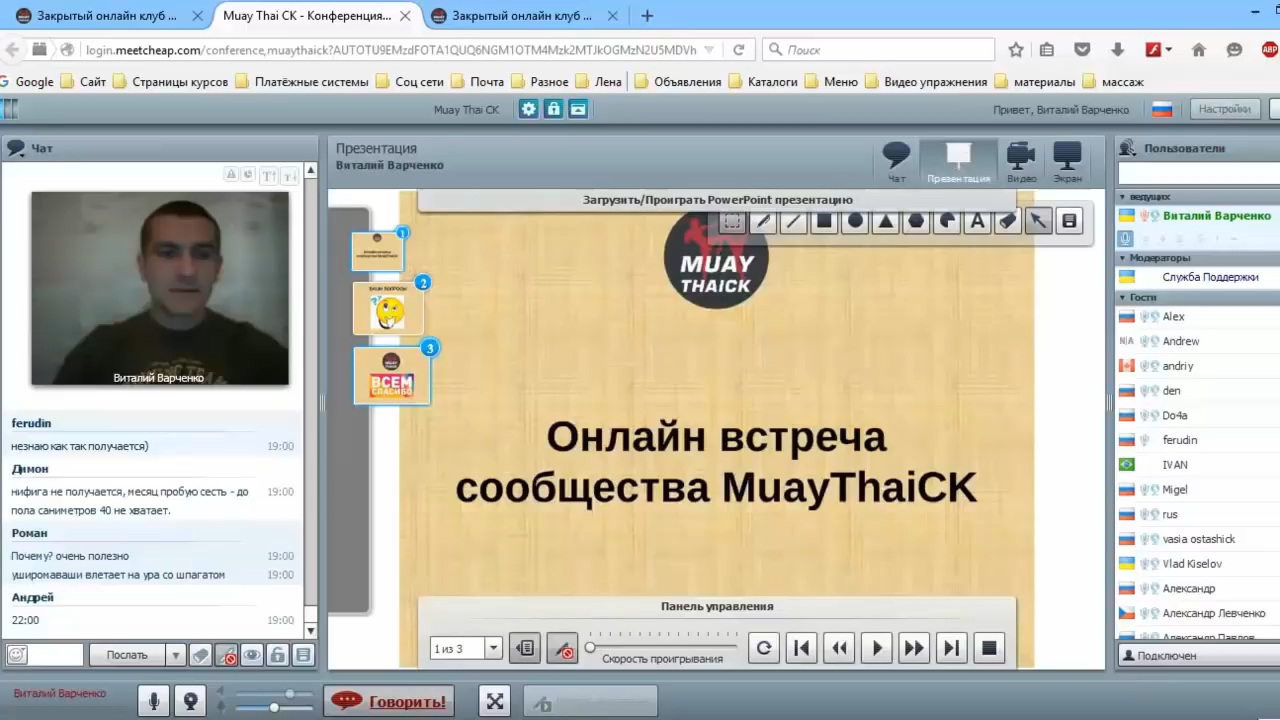 Закрытый онлайн клуб ...
Muay Thai CK - Конференция...
Закрытый онлайн клуб ...
login.meetcheap.com/conference,muaythaick?AUTOTU9EMzdFOTA1QUQ6NGM1OTM4Mzk2MTJkOGMzN2U5MDVh
Поиск
ABP
Google
Сайт
Страницы курсов
Платёжные системы
Соц сети
Почта
Разное
Лена
Объявления
Каталоги
Меню
Видео упражнения
материалы
массаж
Muay Thai CK
Привет, Виталий Варченко
Настройки
Чат
Виталий Варченко
ferudin
незнаю как так получается) 19:00
Димон
нифига не получается, месяц пробую сесть - до 19:00
пола саниметров 40 не хватает.
Роман
Почему? очень полезно 19:00
уширомаваши влетает на ура со шпагатом 19:00
Андрей
22:00 19:00
Послать
Презентация
Виталий Варченко
Чат
Презентация
Видео
Экран
Загрузить/Проиграть PowerPoint презентацию
A
1
2
3
ВСЕМ
СПАСИБО
MUAY
THAICK
Онлайн встреча
сообщества MuayThaiCK
Панель управления
1 из 3
Скорость проигрывания
Пользователи
ведущих
Виталий Варченко
Модераторы
Служба Поддержки
Гости
Alex
N/A Andrew
andriy
den
Do4a
ferudin
IVAN
Migel
rus
vasia ostashick
Vlad Kiselov
Александр
Александр Левченко
Александр Павлов
Подключен
Виталий Варченко
Говорить!